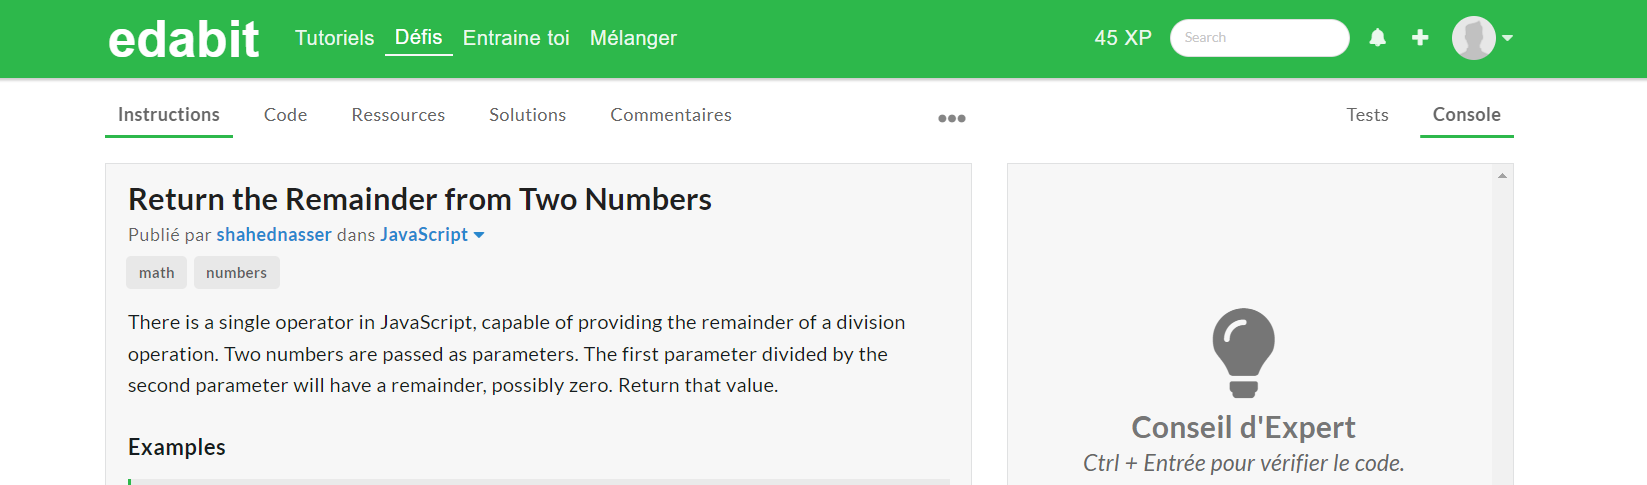 edabit Tutoriels Défis Entraine toi Mélanger 45 XP Search
Instructions Code Ressources Solutions Commentaires Tests Console
Return the Remainder from Two Numbers
Publié par shahednasser dans JavaScript
math numbers
There is a single operator in JavaScript, capable of providing the remainder of a division
operation. Two numbers are passed as parameters. The first parameter divided by the
second parameter will have a remainder, possibly zero. Return that value.
Examples
Conseil d'Expert
Ctrl + Entrée pour vérifier le code.